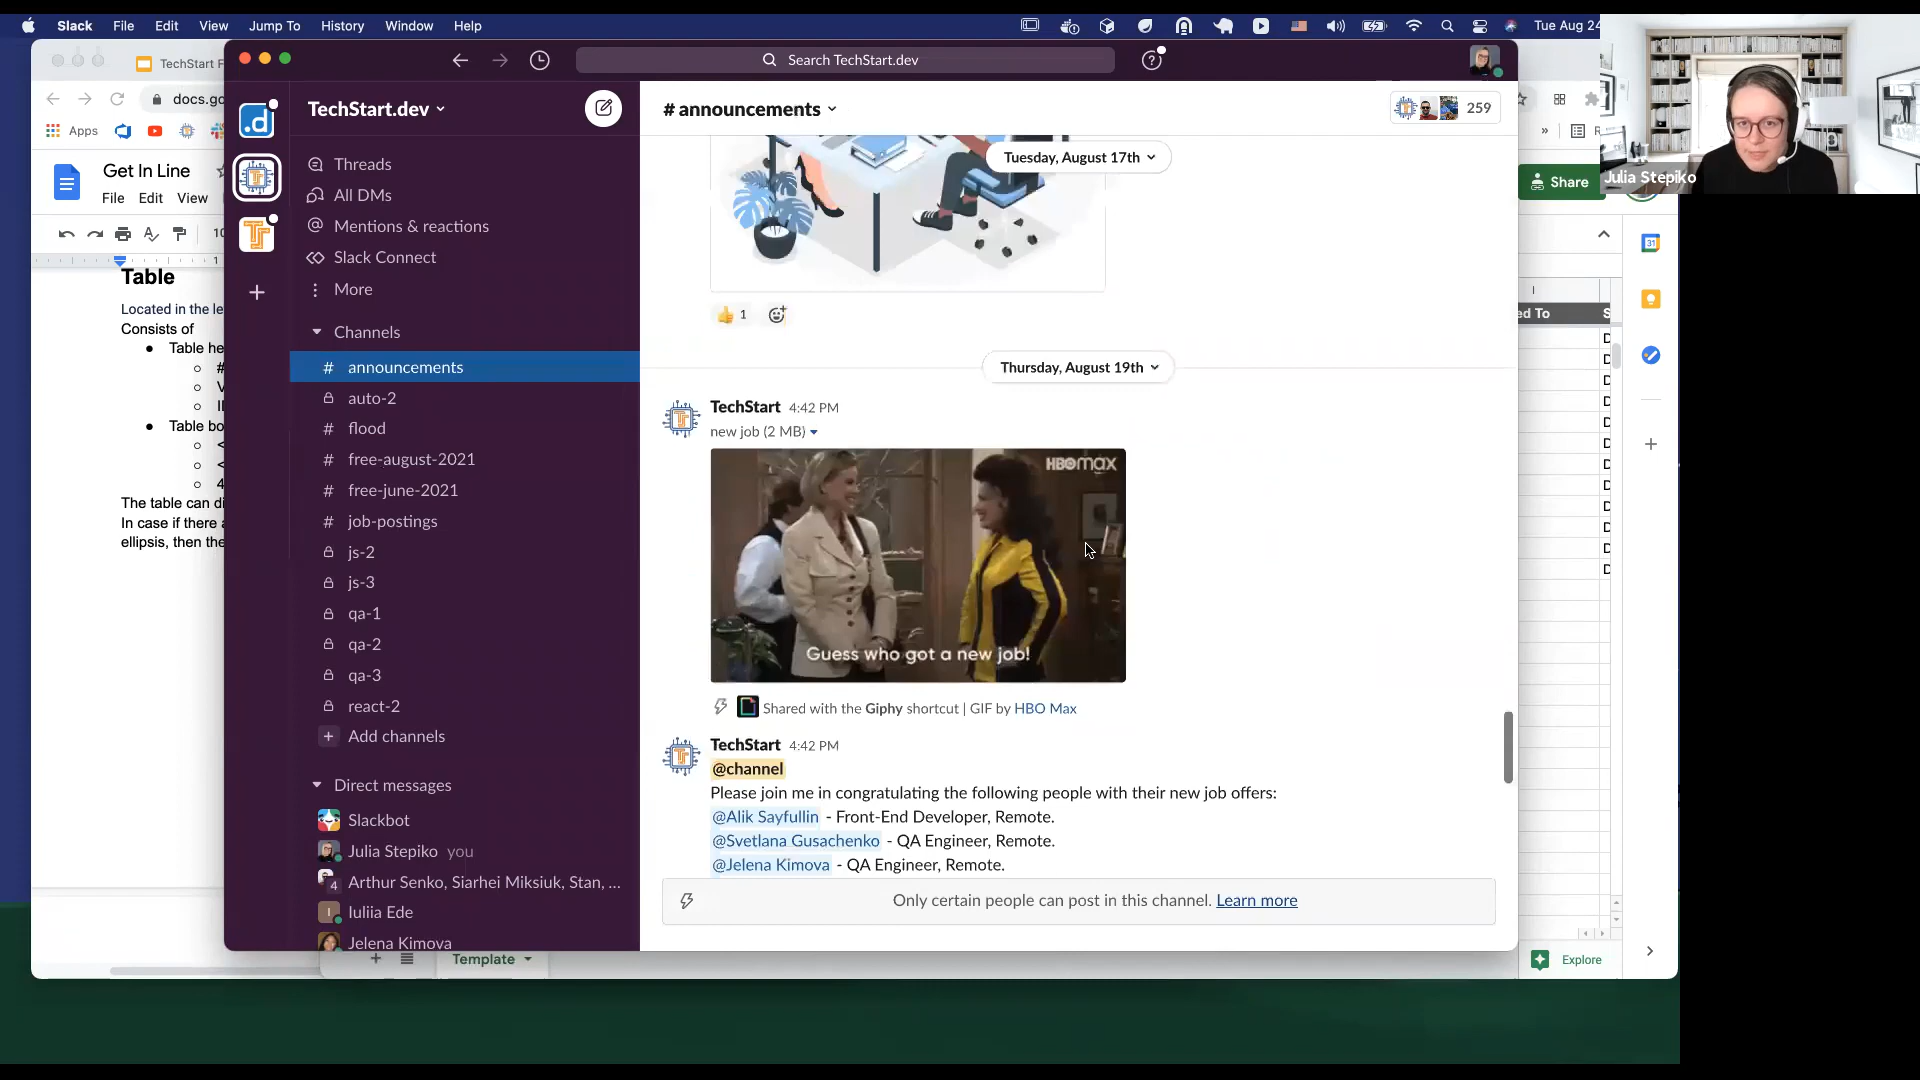 Slack File Edit View Jump To History Window Help
Tue Aug 24
Julia Stepiko
TechStart F
docs.go
Apps
Get In Line
File Edit View
10
1
Table
Located in the le
Consists of
Table he
#
V
Table bo
<
<
4
The table can di
In case if there a
ellipsis, then the
Search TechStart.dev
TechStart.dev
Threads
All DMs
Mentions & reactions
Slack Connect
More
Channels
# announcements
auto-2
# flood
# free-august-2021
# free-june-2021
# job-postings
js-2
js-3
qa-1
qa-2
qa-3
react-2
+ Add channels
Direct messages
Slackbot
Julia Stepiko you
4 Arthur Senko, Siarhei Miksiuk, Stan, ...
I Iuliia Ede
Jelena Kimova
# announcements
259
Tuesday, August 17th
1
Thursday, August 19th
TechStart 4:42 PM
new job (2 MB)
HBOmax
Guess who got a new job!
Shared with the Giphy shortcut | GIF by HBO Max
TechStart 4:42 PM
@channel
Please join me in congratulating the following people with their new job offers:
@Alik Sayfullin - Front-End Developer, Remote.
@Svetlana Gusachenko - QA Engineer, Remote.
@Jelena Kimova - QA Engineer, Remote.
Only certain people can post in this channel. Learn more
Share
31
I
ed To S
D
D
D
D
D
D
D
D
D
D
D
D
Template
Explore